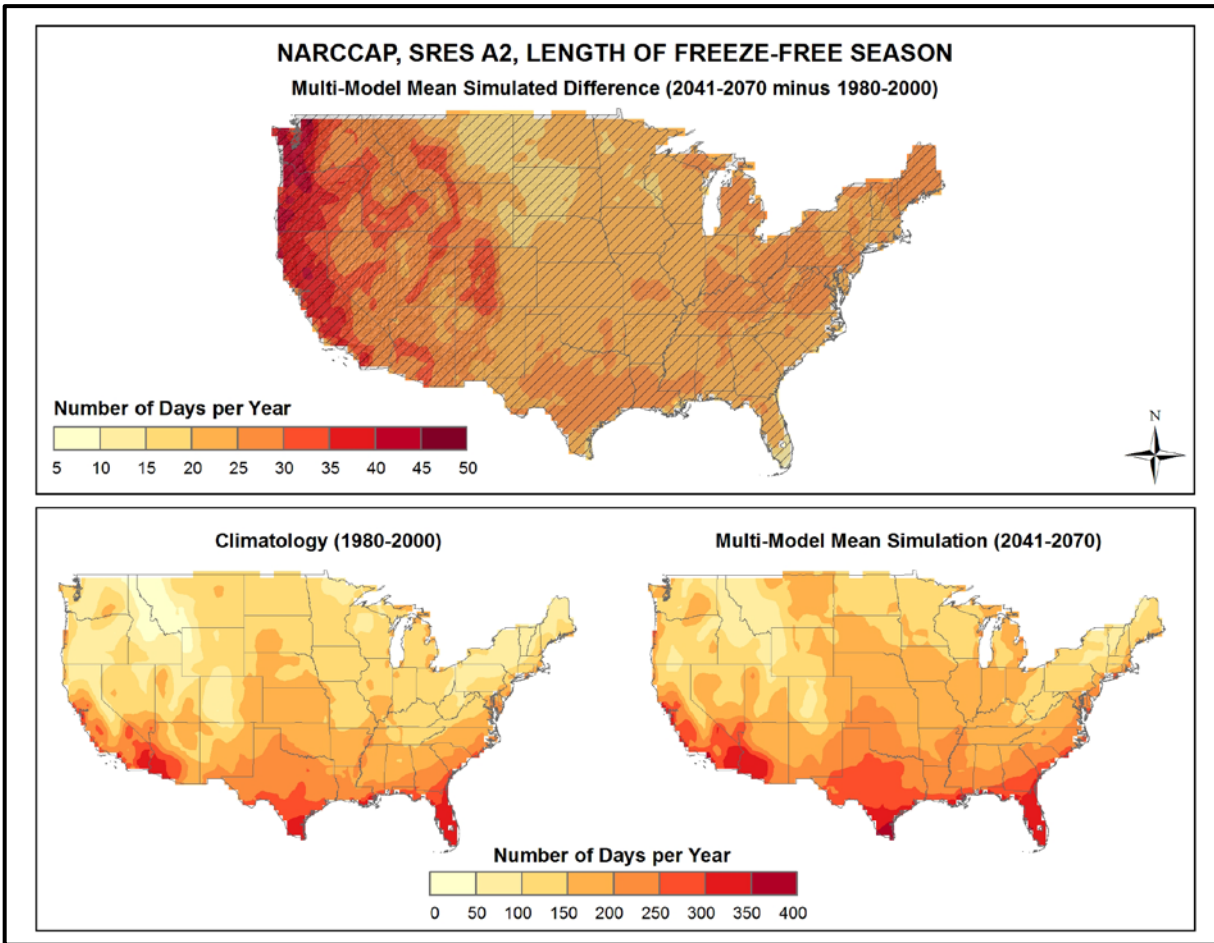 NARCCAP, SRES A2, LENGTH OF FREEZE-FREE SEASON
Multi-Model Mean Simulated Difference (2041-2070 minus 1980-2000)
Number of Days per Year
5 10 15 20 25 30 35 40 45 50
N
Climatology (1980-2000)
Multi-Model Mean Simulation (2041-2070)
Number of Days per Year
0 50 100 150 200 250 300 350 400